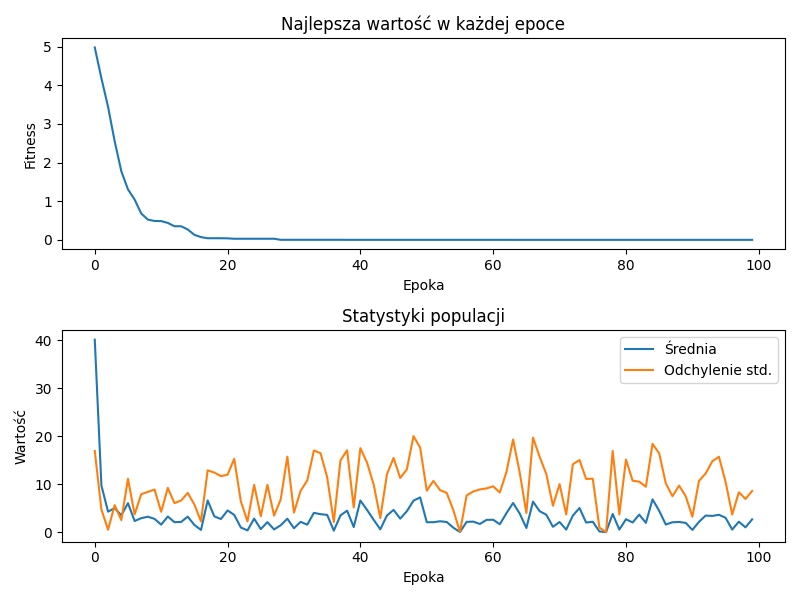 Najlepsza wartość w każdej epoce
5
4
3
2
1
0
Fitness
0 20 40 60 80 100
Epoka
Statystyki populacji
40
30
20
10
0
Wartość
Średnia
Odchylenie std.
0 20 40 60 80 100
Epoka